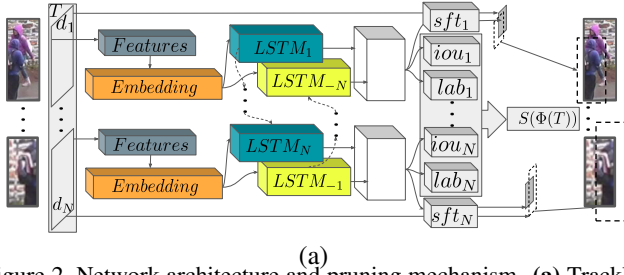 T
d1
Features
Embedding
LSTM1
LSTM−N
sft1
iou1
lab1
S(Φ(T))
dN
Features
Embedding
LSTMN
LSTM−1
iouN
labN
sftN
(a)
igure 2. Network architecture and pruning mechanism. (a) Track